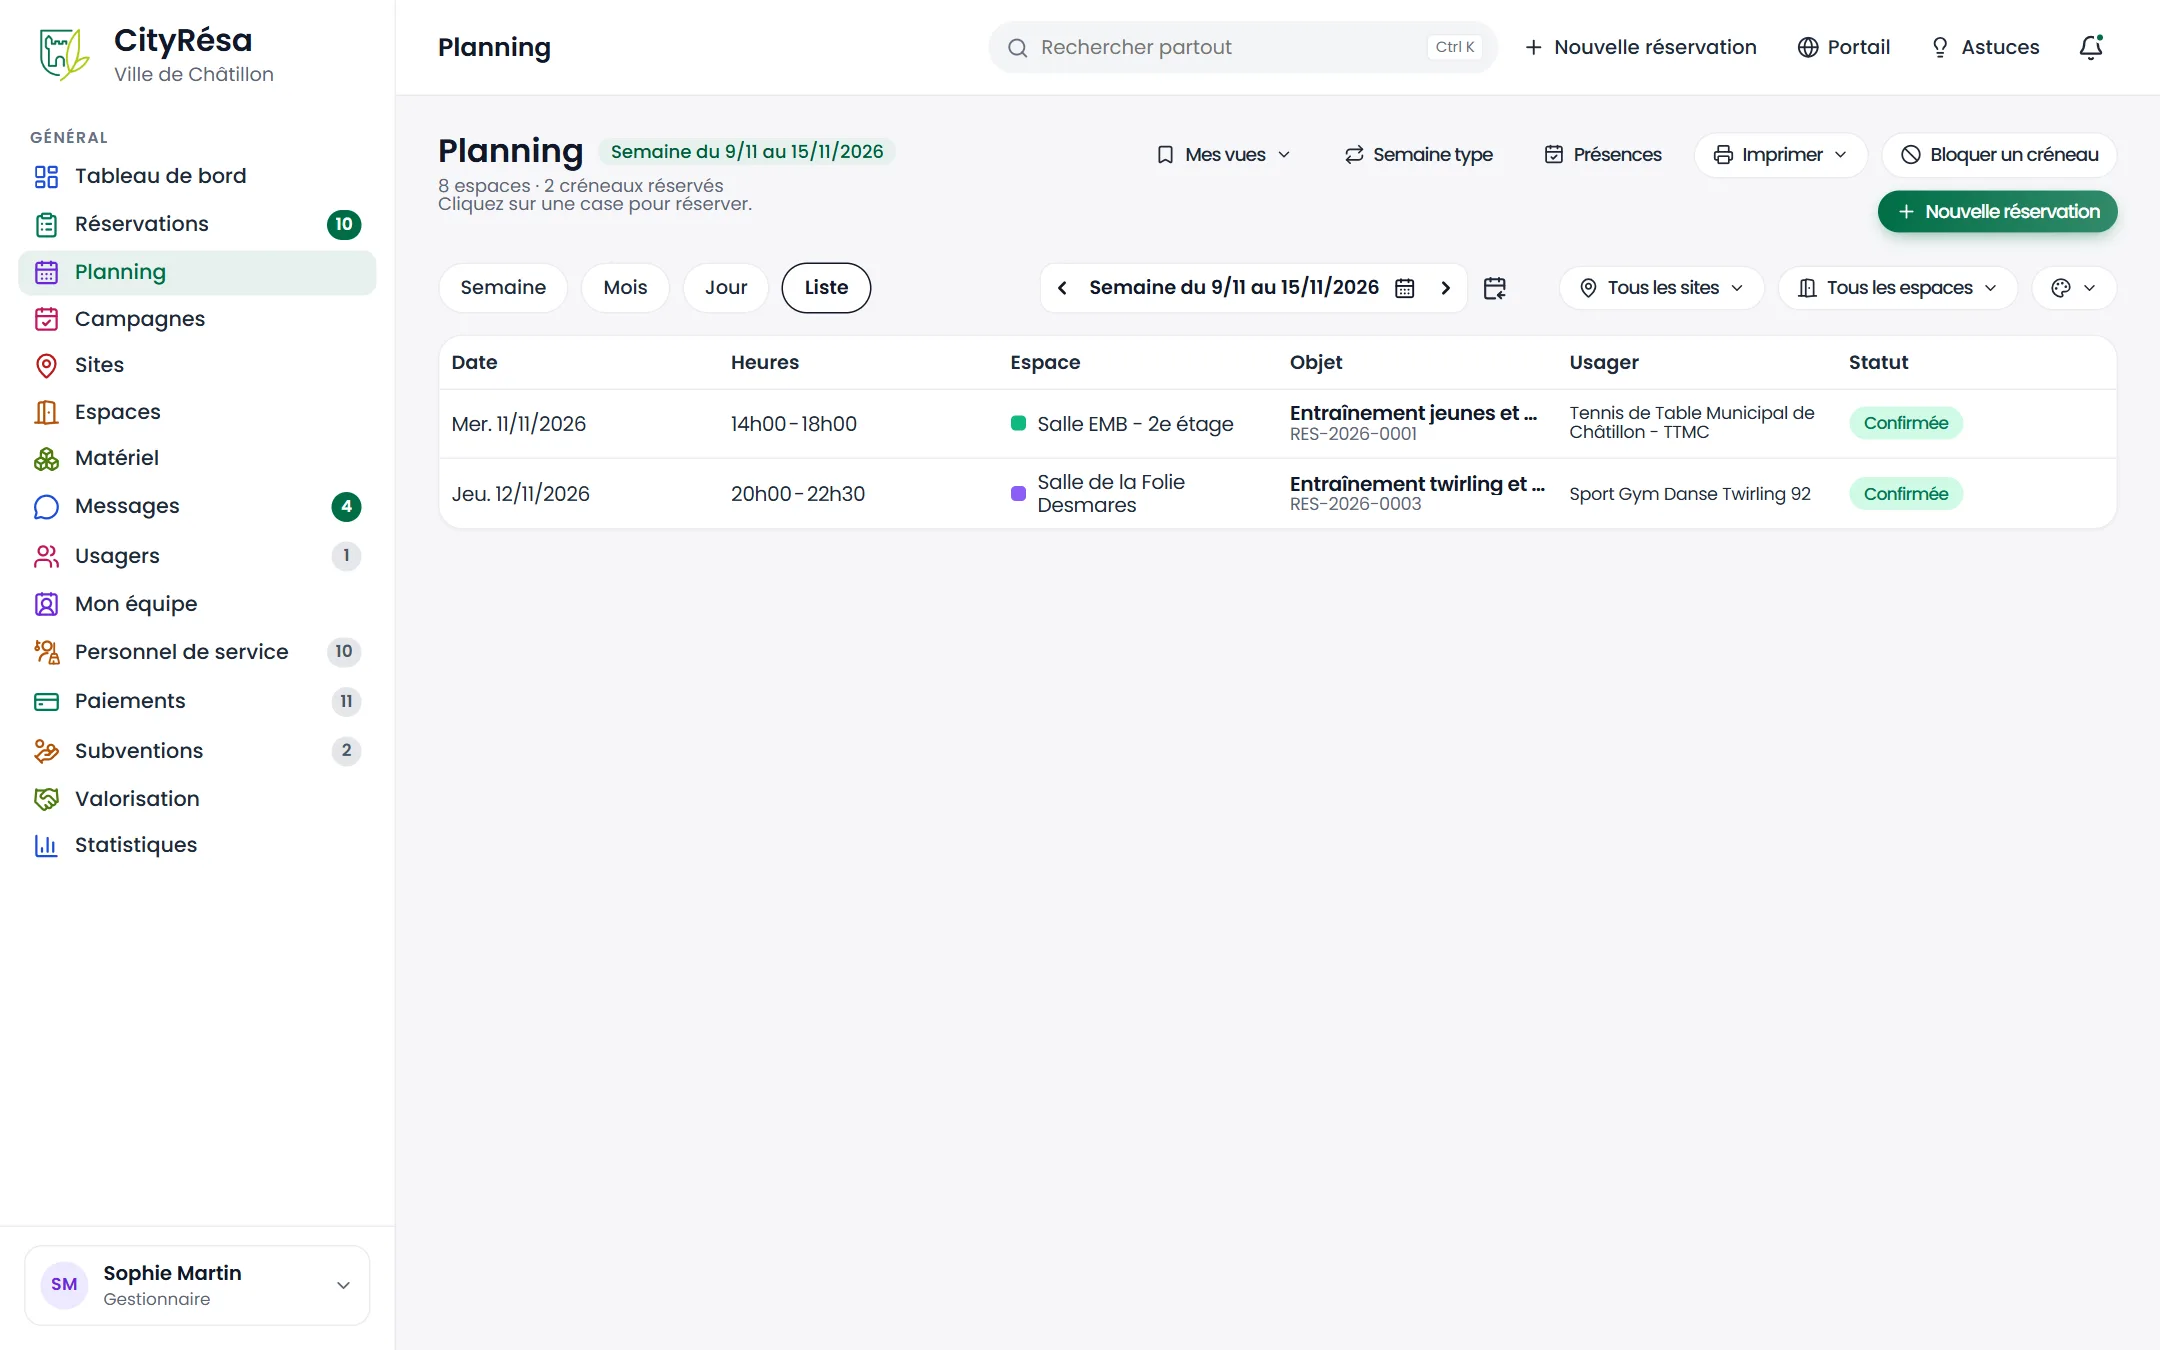 CityRésa
Ville de Châtillon
GÉNÉRAL
Tableau de bord
Réservations 10
Planning
Campagnes
Sites
Espaces
Matériel
Messages 4
Usagers 1
Mon équipe
Personnel de service 10
Paiements 11
Subventions 2
Valorisation
Statistiques
SM
Sophie Martin
Gestionnaire
Planning
Rechercher partout Ctrl K
Nouvelle réservation
Portail
Astuces
Planning Semaine du 9/11 au 15/11/2026
8 espaces · 2 créneaux réservés
Cliquez sur une case pour réserver.
Mes vues
Semaine type
Présences
Imprimer
Bloquer un créneau
Nouvelle réservation
Semaine
Mois
Jour
Liste
Semaine du 9/11 au 15/11/2026
Tous les sites
Tous les espaces
Date Heures Espace Objet Usager Statut
Mer. 11/11/2026
14h00-18h00
Salle EMB - 2e étage
Entraînement jeunes et ...
RES-2026-0001
Tennis de Table Municipal de
Châtillon - TTMC
Confirmée
Jeu. 12/11/2026
20h00-22h30
Salle de la Folie
Desmares
Entraînement twirling et ...
RES-2026-0003
Sport Gym Danse Twirling 92
Confirmée